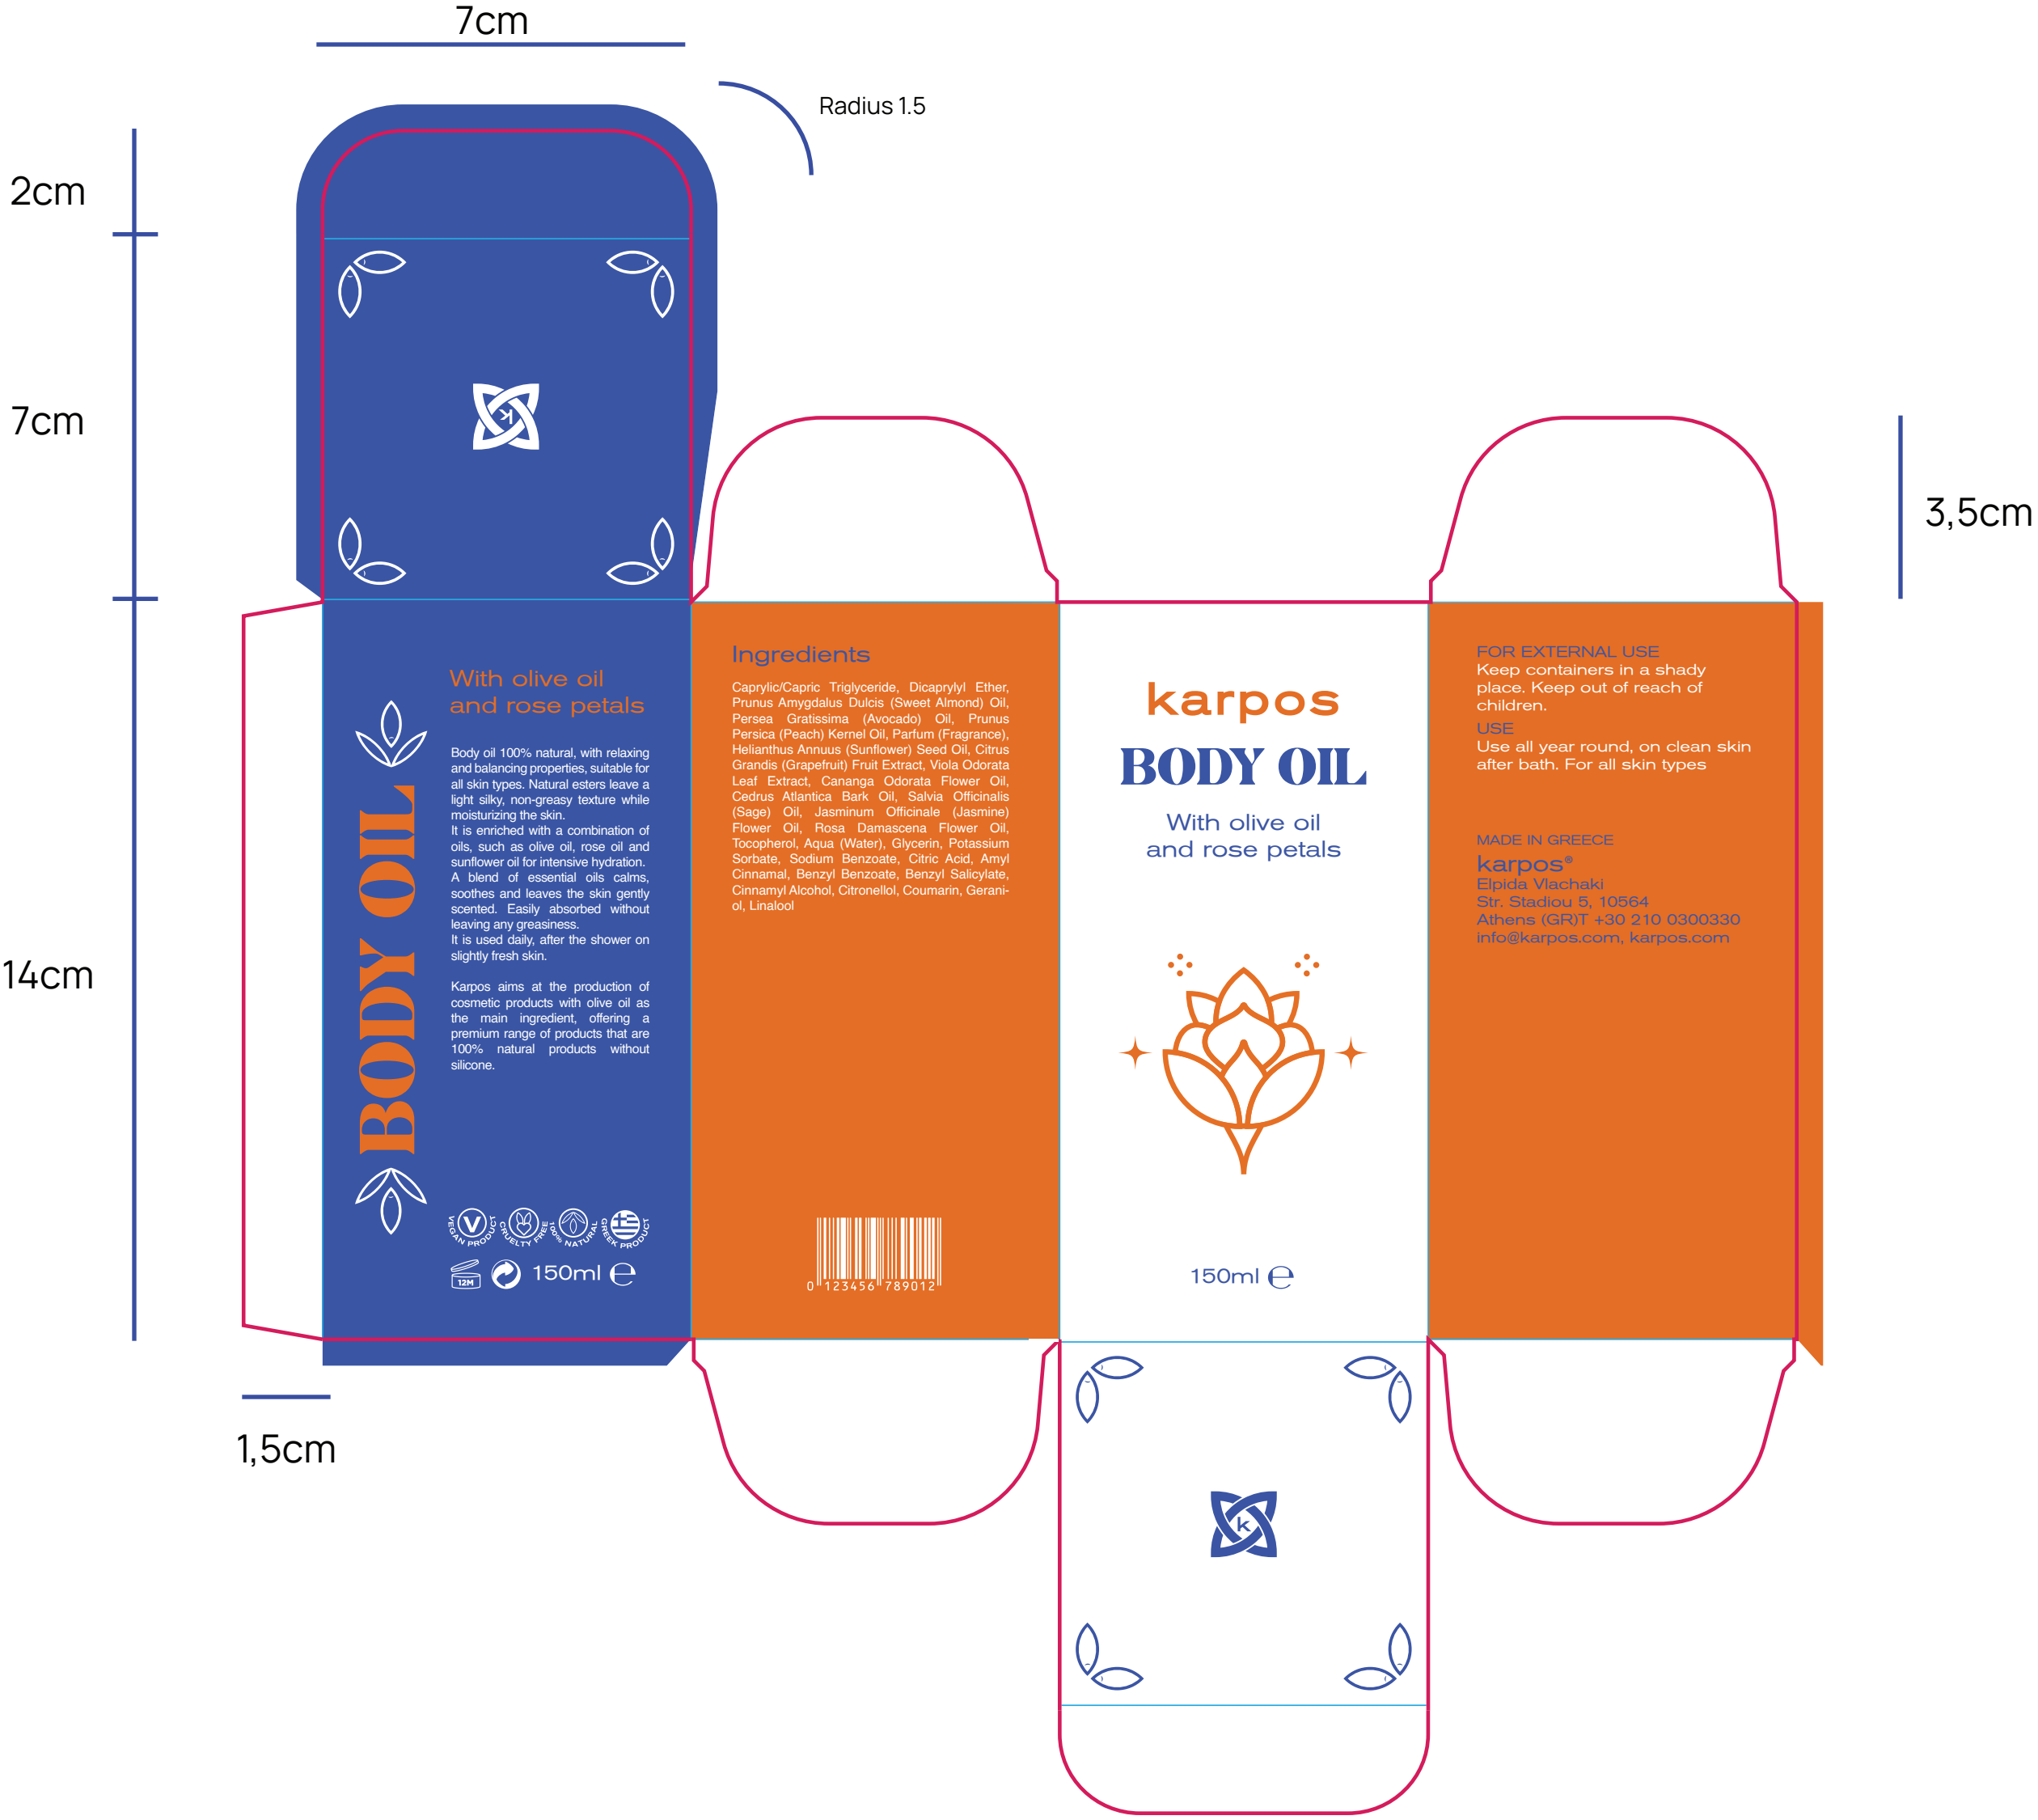 7cm
Radius 1.5
2cm
7cm
k
3,5cm
14cm
1,5cm
BODY OIL
With olive oil
and rose petals
Body oil 100% natural, with relaxing
and balancing properties, suitable for
all skin types. Natural esters leave a
light silky, non-greasy texture while
moisturizing the skin.
It is enriched with a combination of
oils, such as olive oil, rose oil and
sunflower oil for intensive hydration.
A blend of essential oils calms,
soothes and leaves the skin gently
scented. Easily absorbed without
leaving any greasiness.
It is used daily, after the shower on
slightly fresh skin.
Karpos aims at the production of
cosmetic products with olive oil as
the main ingredient, offering a
premium range of products that are
100% natural products without
silicone.
V
VEGAN PRODUCT
CRUELTY FREE
100% NATURAL
GREEK PRODUCT
12M
150ml ℮
Ingredients
Caprylic/Capric Triglyceride, Dicaprylyl Ether,
Prunus Amygdalus Dulcis (Sweet Almond) Oil,
Persea Gratissima (Avocado) Oil, Prunus
Persica (Peach) Kernel Oil, Parfum (Fragrance),
Helianthus Annuus (Sunflower) Seed Oil, Citrus
Grandis (Grapefruit) Fruit Extract, Viola Odorata
Leaf Extract, Cananga Odorata Flower Oil,
Cedrus Atlantica Bark Oil, Salvia Officinalis
(Sage) Oil, Jasminum Officinale (Jasmine)
Flower Oil, Rosa Damascena Flower Oil,
Tocopherol, Aqua (Water), Glycerin, Potassium
Sorbate, Sodium Benzoate, Citric Acid, Amyl
Cinnamal, Benzyl Benzoate, Benzyl Salicylate,
Cinnamyl Alcohol, Citronellol, Coumarin, Gerani-
ol, Linalool
0 123456 789012
karpos
BODY OIL
With olive oil
and rose petals
150ml ℮
k
FOR EXTERNAL USE
Keep containers in a shady
place. Keep out of reach of
children.
USE
Use all year round, on clean skin
after bath. For all skin types
MADE IN GREECE
karpos®
Elpida Vlachaki
Str. Stadiou 5, 10564
Athens (GR)T +30 210 0300330
info@karpos.com, karpos.com